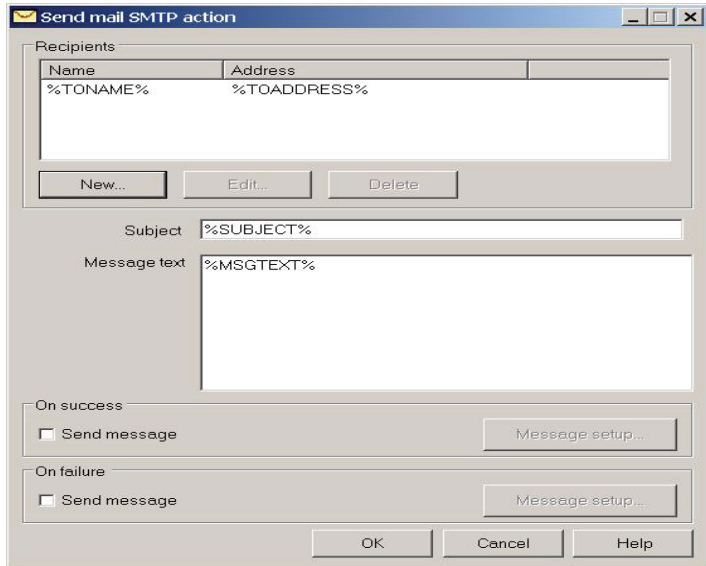 Send mail SMTP action
Recipients
Name Address
%TONAME% %TOADDRESS%
New... Edit... Delete
Subject %SUBJECT%
Message text %MSGTEXT%
On success
Send message Message setup...
On failure
Send message Message setup...
OK Cancel Help